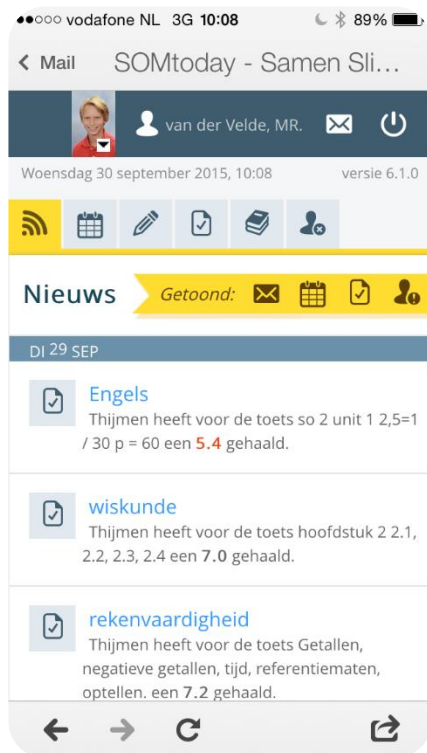 vodafone NL 3G 10:08 89%
Mail SOMtoday - Samen Sli...
van der Velde, MR.
Woensdag 30 september 2015, 10:08 versie 6.1.0
Nieuws Getoond:
DI 29 SEP
Engels
Thijmen heeft voor de toets so 2 unit 1 2,5=1
/ 30 p = 60 een 5.4 gehaald.
wiskunde
Thijmen heeft voor de toets hoofdstuk 2 2.1,
2.2, 2.3, 2.4 een 7.0 gehaald.
rekenvaardigheid
Thijmen heeft voor de toets Getallen,
negatieve getallen, tijd, referentiematen,
optellen. een 7.2 gehaald.